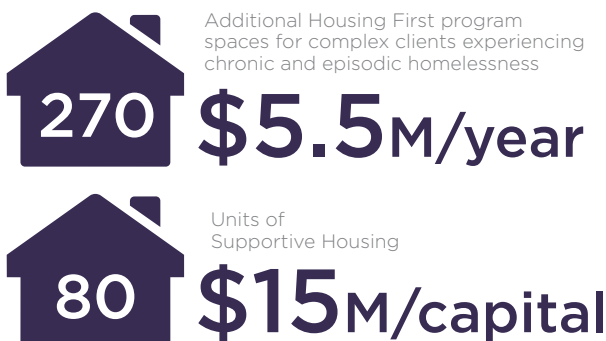 Additional Housing First program
spaces for complex clients experiencing
chronic and episodic homelessness
270
$5.5M/year
Units of
Supportive Housing
80
$15M/capital